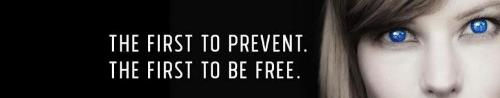 THE FIRST TO PREVENT.
THE FIRST TO BE FREE.